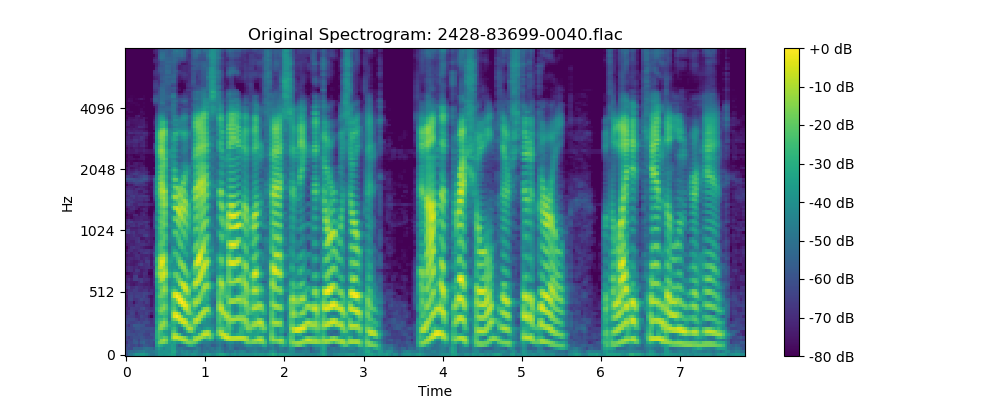 Original Spectrogram: 2428-83699-0040.flac
Hz
4096
2048
1024
512
0
0 1 2 3 4 5 6 7
Time
+0 dB
-10 dB
-20 dB
-30 dB
-40 dB
-50 dB
-60 dB
-70 dB
-80 dB